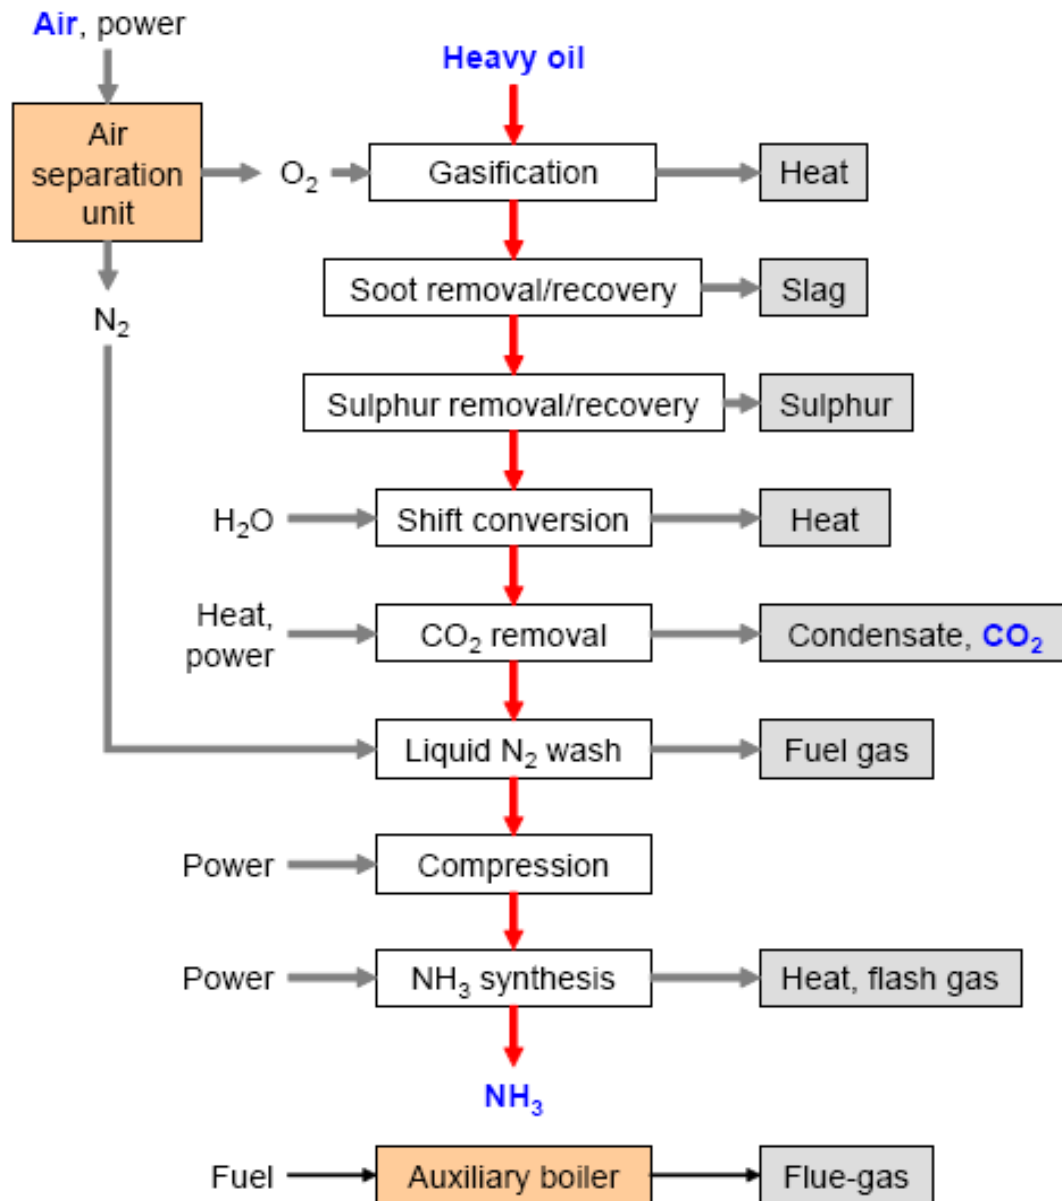 Air, power
Heavy oil
Air
separation
unit
O₂
Gasification
Heat
N₂
Soot removal/recovery
Slag
Sulphur removal/recovery
Sulphur
H₂O
Shift conversion
Heat
Heat,
power
CO₂ removal
Condensate, CO₂
Liquid N₂ wash
Fuel gas
Power
Compression
Power
NH₃ synthesis
Heat, flash gas
NH₃
Fuel
Auxiliary boiler
Flue-gas